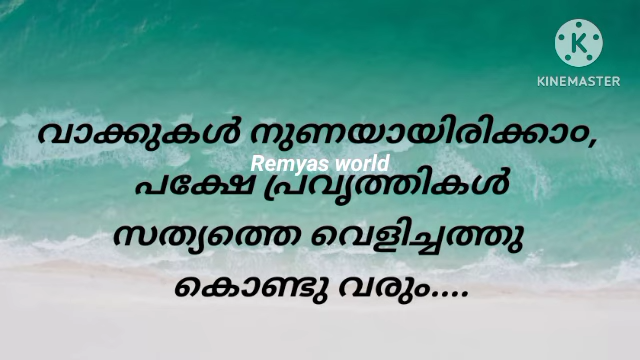 KINEMASTER
വാക്കുകൾ നുണയായിരിക്കാം,
Remyas world
പക്ഷേ പ്രവൃത്തികൾ
സത്യത്തെ വെളിച്ചത്തു
കൊണ്ടു വരും....